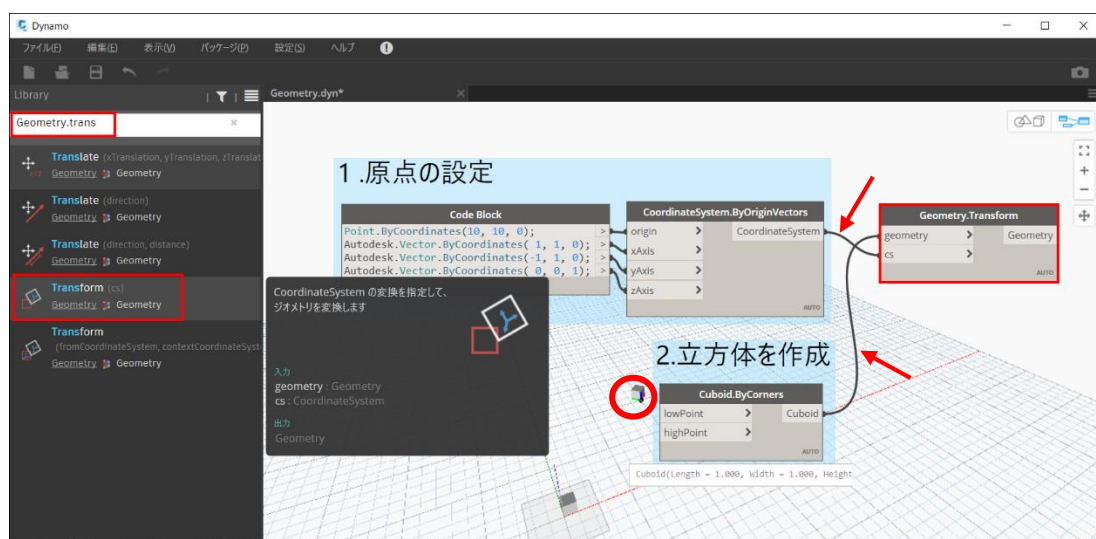 Dynamo
ファイル(F) 編集(E) 表示(V) パッケージ(P) 設定(S) ヘルプ
Library
Geometry.dyn*
Geometry.trans
Translate (xTranslation, yTranslation, zTranslat
Geometry Geometry
Translate (direction)
Geometry Geometry
Translate (direction, distance)
Geometry Geometry
Transform (cs)
Geometry Geometry
Transform
(fromCoordinateSystem, contextCoordinateSyst
Geometry Geometry
CoordinateSystem の変換を指定して、
ジオメトリを変換します
入力
geometry : Geometry
cs : CoordinateSystem
出力
Geometry
1.原点の設定
Code Block
Point.ByCoordinates(10, 10, 0); >
Autodesk.Vector.ByCoordinates( 1, 1, 0); >
Autodesk.Vector.ByCoordinates(-1, 1, 0); >
Autodesk.Vector.ByCoordinates( 0, 0, 1); >
CoordinateSystem.ByOriginVectors
origin > CoordinateSystem
xAxis >
yAxis >
zAxis >
AUTO
Geometry.Transform
geometry > Geometry
cs >
AUTO
2.立方体を作成
Cuboid.ByCorners
lowPoint > Cuboid
highPoint >
AUTO
Cuboid(Length = 1.000, Width = 1.000, Height